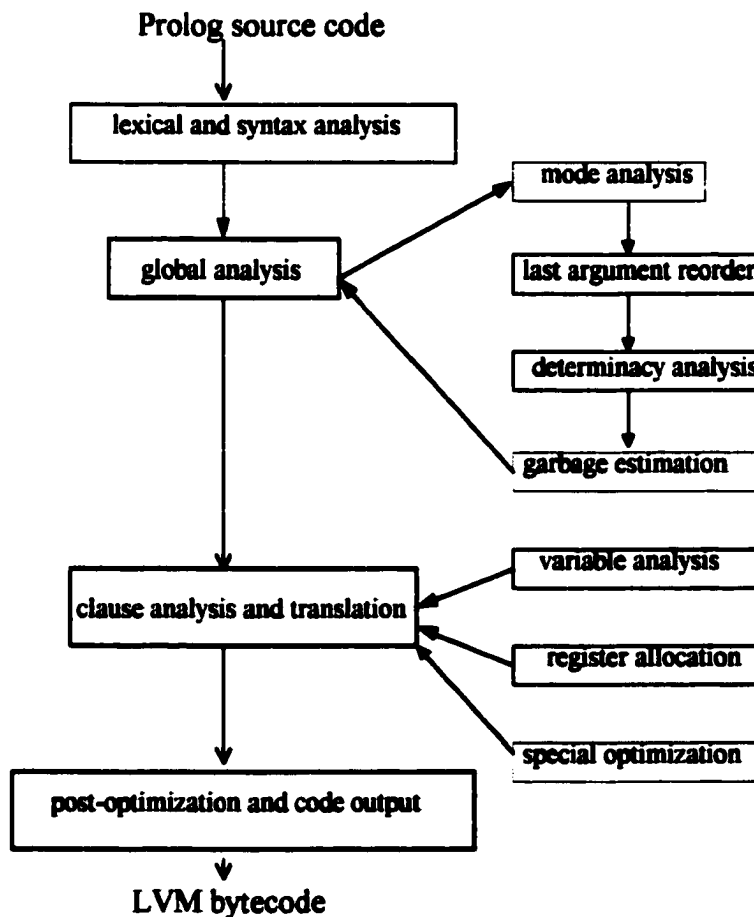 Prolog source code
lexical and syntax analysis
mode analysis
global analysis
last argument reorder
determinacy analysis
garbage estimation
variable analysis
clause analysis and translation
register allocation
special optimization
post-optimization and code output
LVM bytecode